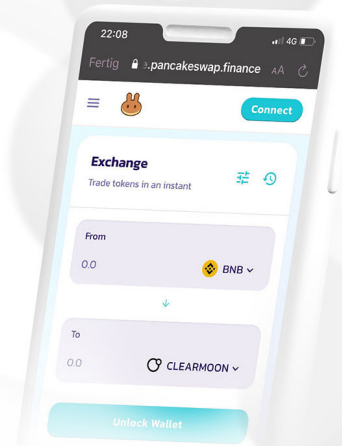 22:08
4G
Fertig
e.pancakeswap.finance
AA
Connect
Exchange
Trade tokens in an instant
From
0.0
BNB
To
0.0
CLEARMOON
Unlock Wallet